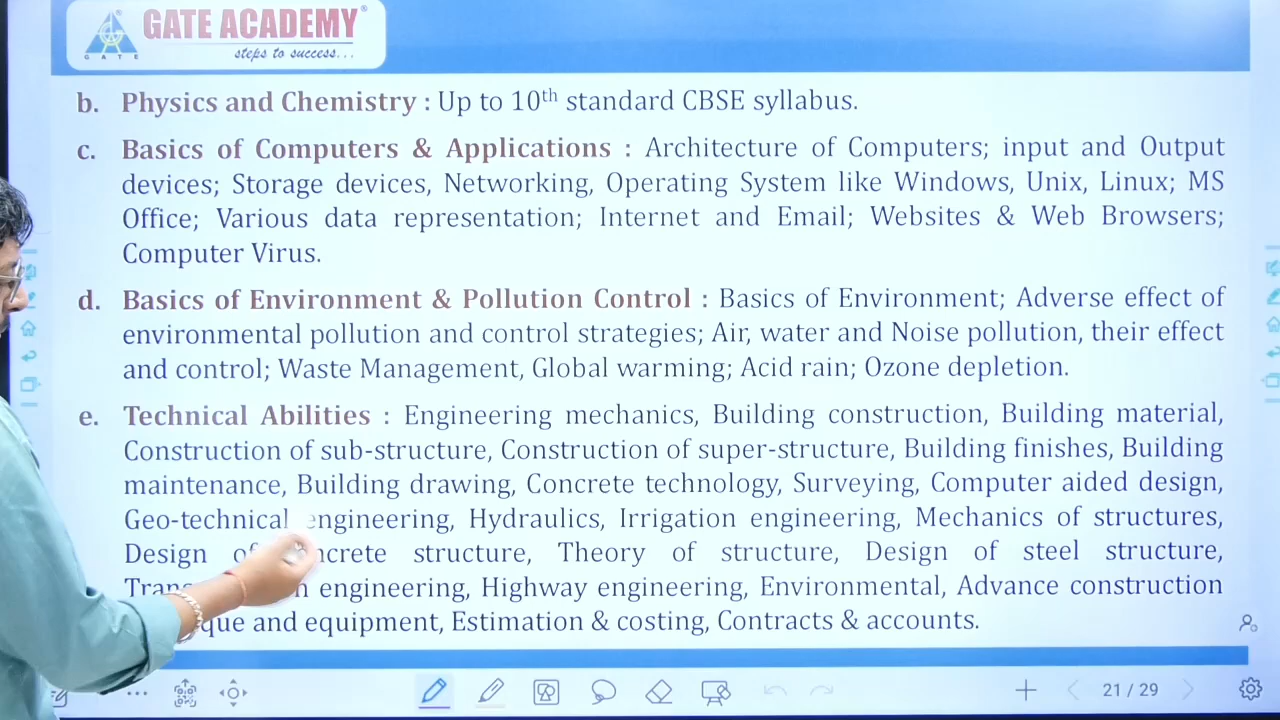 GATE ACADEMY®
steps to success...
G A T E
b. Physics and Chemistry : Up to 10th standard CBSE syllabus.
c. Basics of Computers & Applications : Architecture of Computers; input and Output
devices; Storage devices, Networking, Operating System like Windows, Unix, Linux; MS
Office; Various data representation; Internet and Email; Websites & Web Browsers;
Computer Virus.
d. Basics of Environment & Pollution Control : Basics of Environment; Adverse effect of
environmental pollution and control strategies; Air, water and Noise pollution, their effect
and control; Waste Management, Global warming; Acid rain; Ozone depletion.
e. Technical Abilities : Engineering mechanics, Building construction, Building material,
Construction of sub-structure, Construction of super-structure, Building finishes, Building
maintenance, Building drawing, Concrete technology, Surveying, Computer aided design,
Geo-technical engineering, Hydraulics, Irrigation engineering, Mechanics of structures,
Design structure, Theory of structure, Design of steel structure,
engineering, Highway engineering, Environmental, Advance construction
and equipment, Estimation & costing, Contracts & accounts.
21 / 29